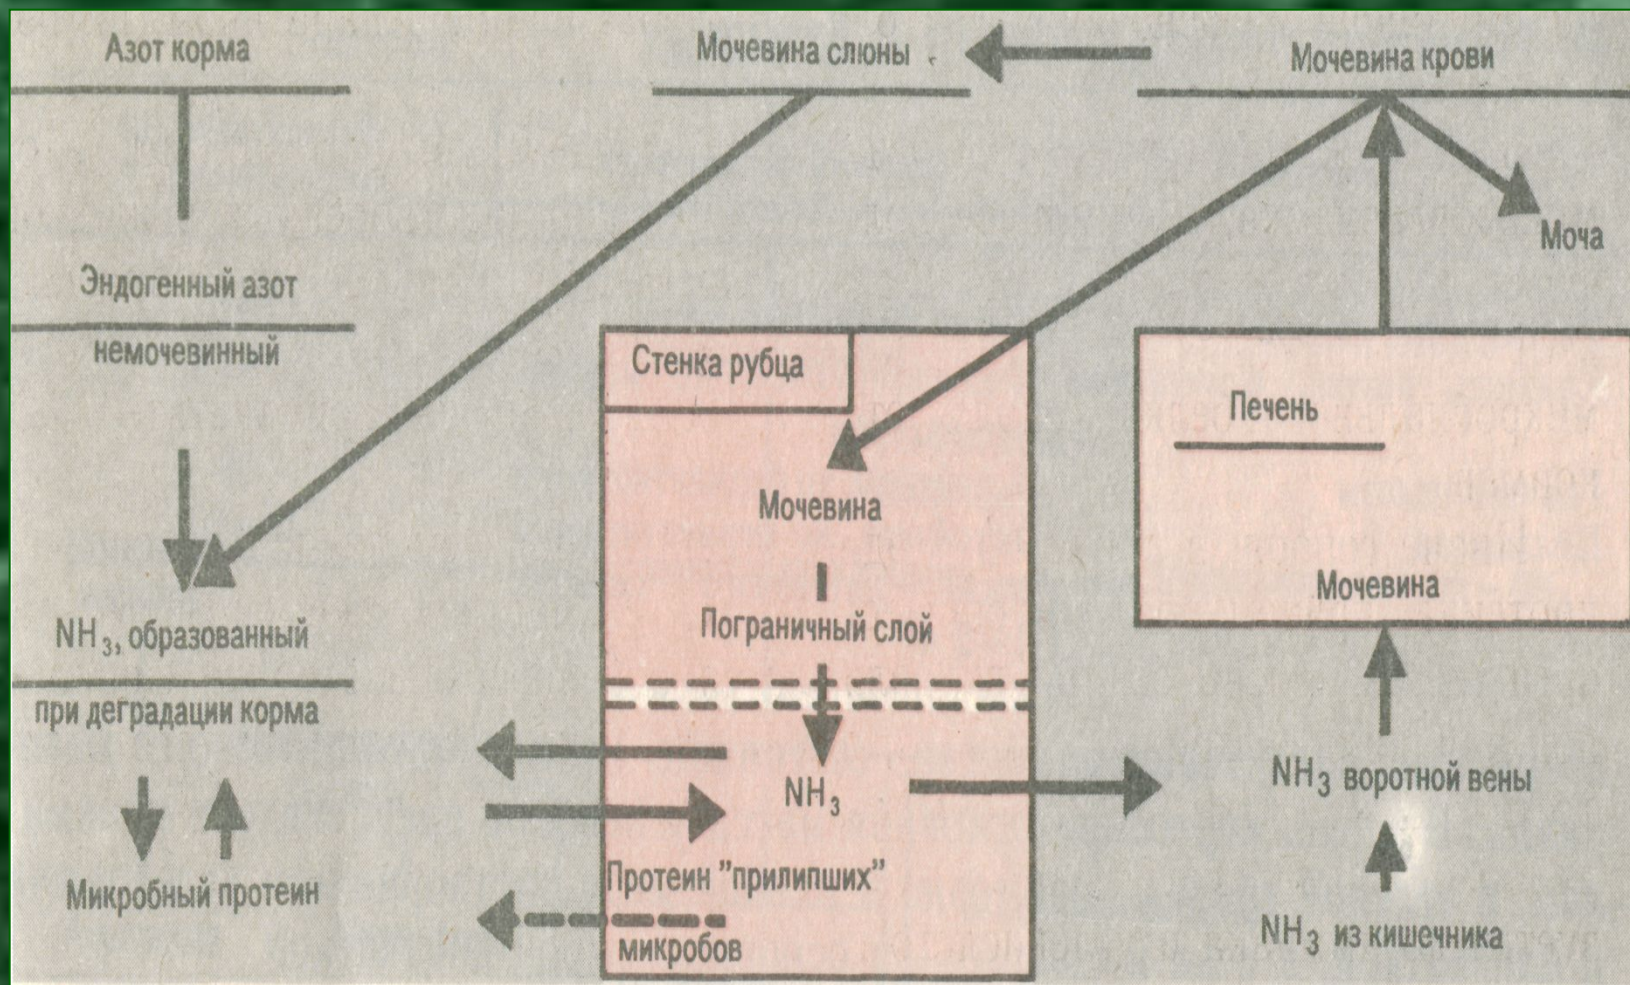 Азот корма
Мочевина слюны
Мочевина крови
Моча
Эндогенный азот
немочевинный
Стенка рубца
Печень
Мочевина
Мочевина
Пограничный слой
NH₃, образованный
при деградации корма
NH₃
NH₃ воротной вены
Микробный протеин
Протеин "прилипших"
микробов
NH₃ из кишечника